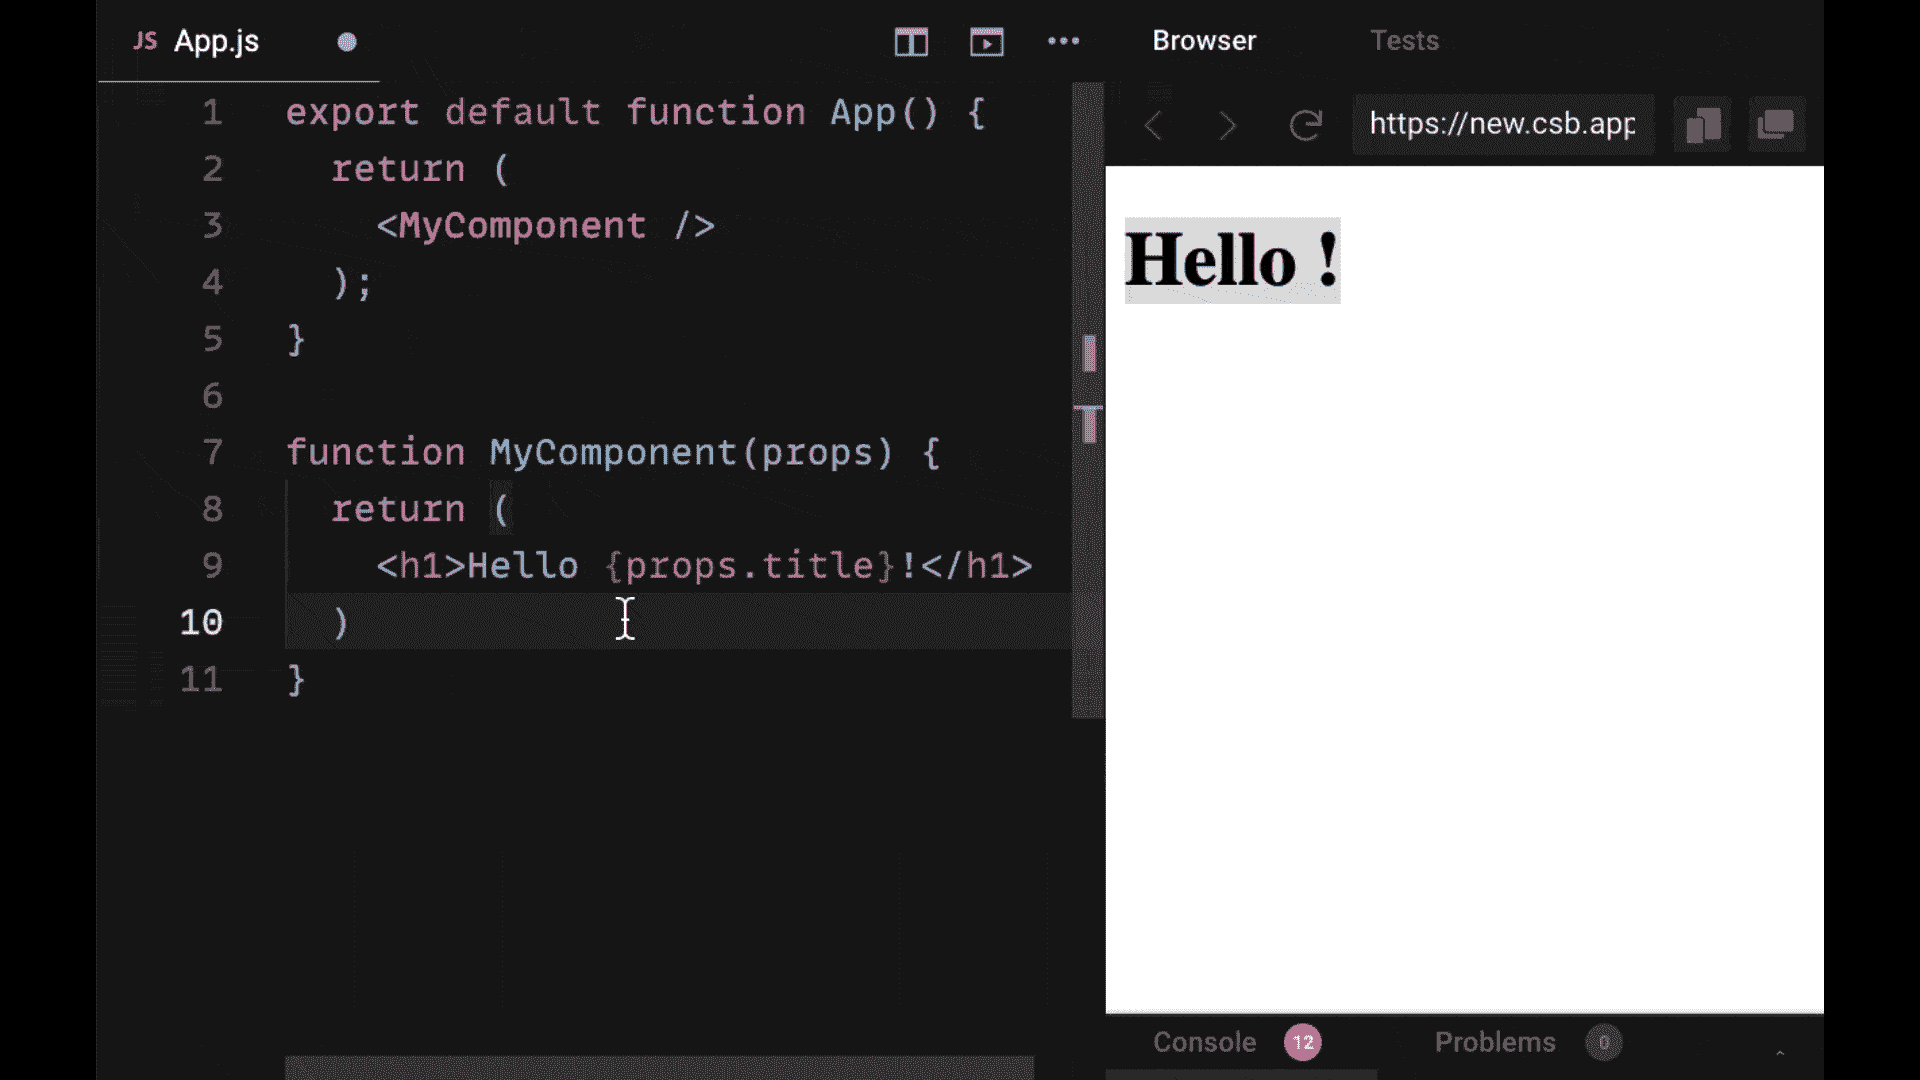 JS App.js
Browser Tests
https://new.csb.app
1 export default function App() {
2 return (
3 <MyComponent />
4 );
5 }
6
7 function MyComponent(props) {
8 return (
9 <h1>Hello {props.title}!</h1>
10 )
11 }
Hello !
Console 12 Problems 0